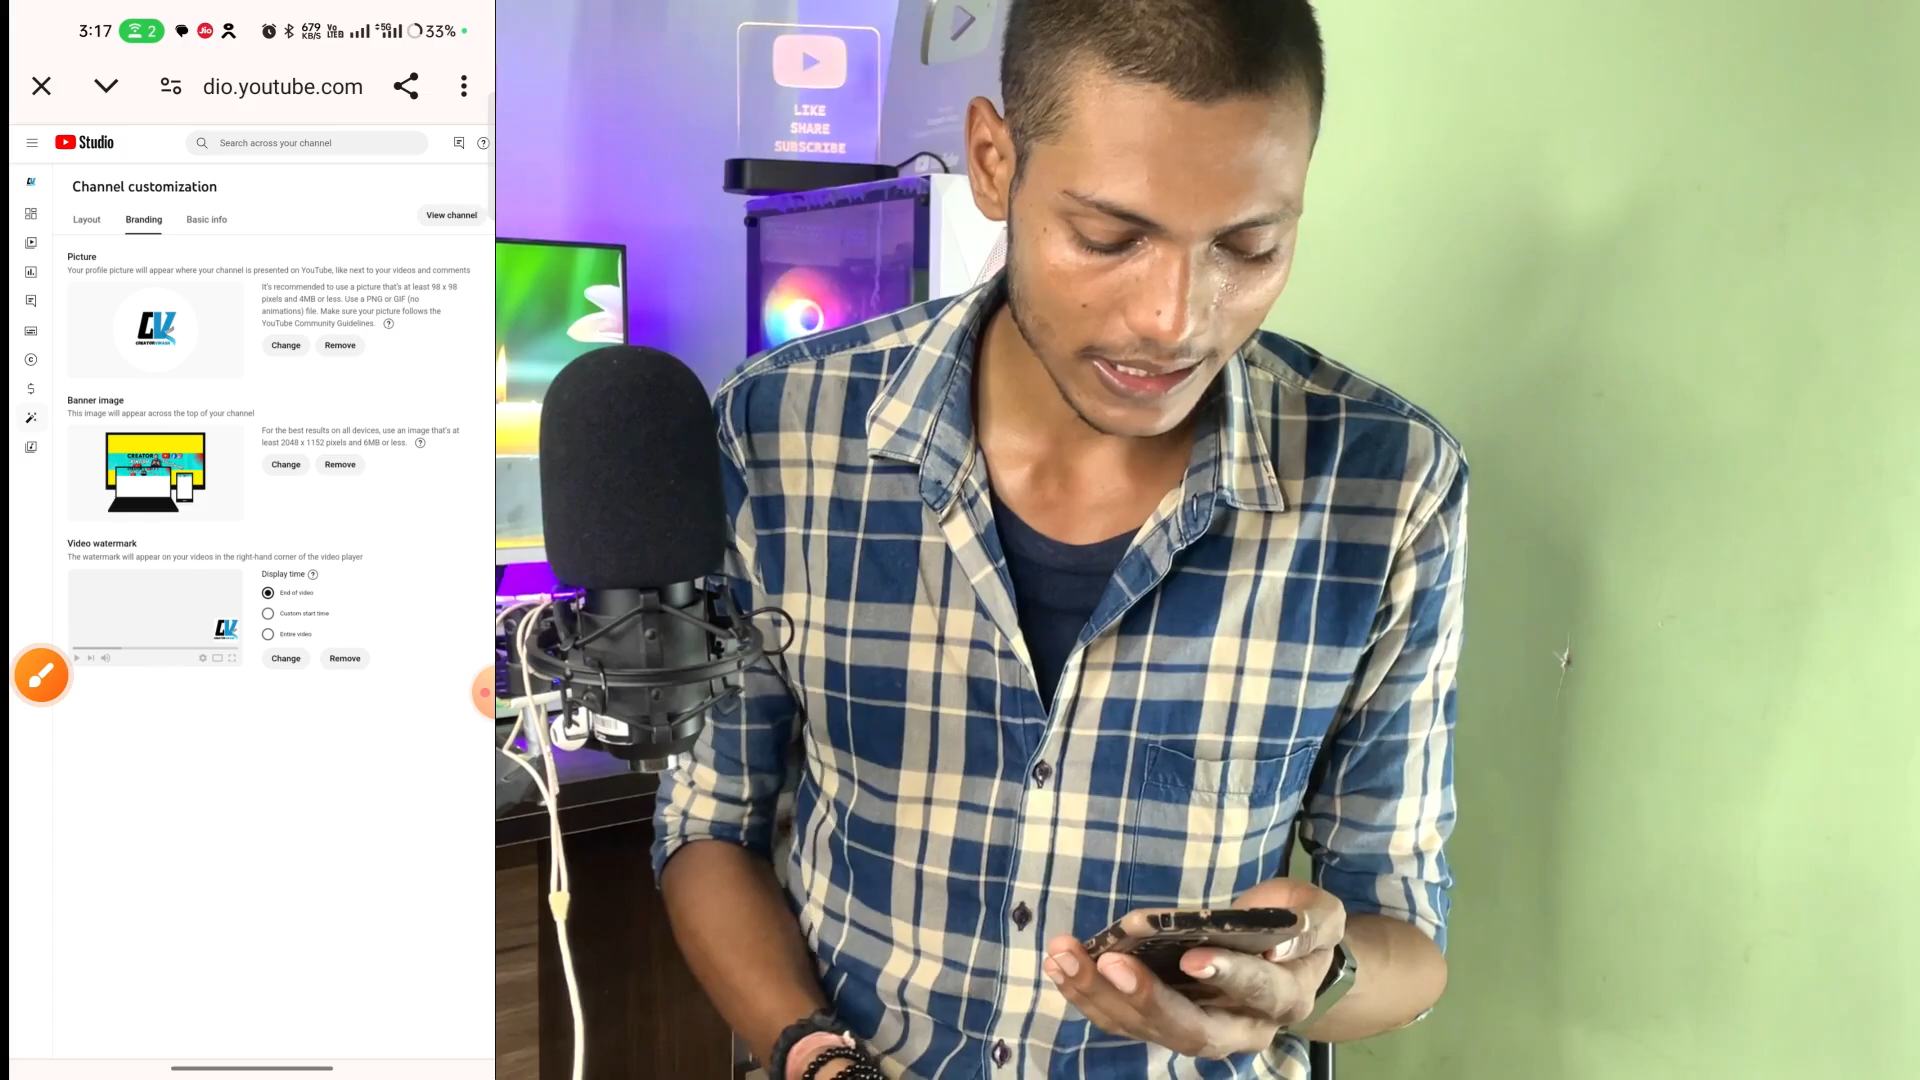 3:17 2 Jio 679 KB/S Vo LTE 5G 33%
dio.youtube.com
Studio
Search across your channel
Channel customization
Layout Branding Basic info View channel
Picture
Your profile picture will appear where your channel is presented on YouTube, like next to your videos and comments
It's recommended to use a picture that's at least 98 x 98
pixels and 4MB or less. Use a PNG or GIF (no
animations) file. Make sure your picture follows the
YouTube Community Guidelines.
Change Remove
Banner image
This image will appear across the top of your channel
For the best results on all devices, use an image that's at
least 2048 x 1152 pixels and 6MB or less.
CREATOR
Change Remove
Video watermark
The watermark will appear on your videos in the right-hand corner of the video player
Display time
End of video
Custom start time
Entire video
Change Remove
LIKE
SHARE
SUBSCRIBE